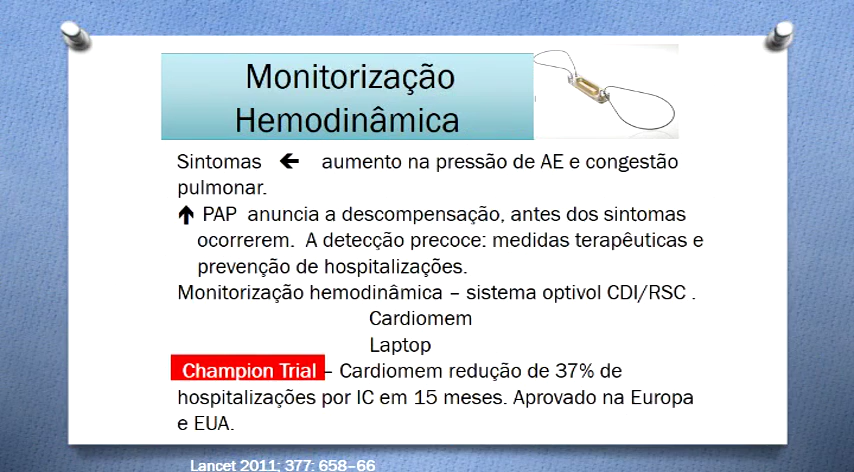 Monitorização
Hemodinâmica
Sintomas 🡰 aumento na pressão de AE e congestão
pulmonar.
🡱 PAP anuncia a descompensação, antes dos sintomas
ocorrerem. A detecção precoce: medidas terapêuticas e
prevenção de hospitalizações.
Monitorização hemodinâmica – sistema optivol CDI/RSC .
Cardiomem
Laptop
Champion Trial – Cardiomem redução de 37% de
hospitalizações por IC em 15 meses. Aprovado na Europa
e EUA.
Lancet 2011; 377: 658–66